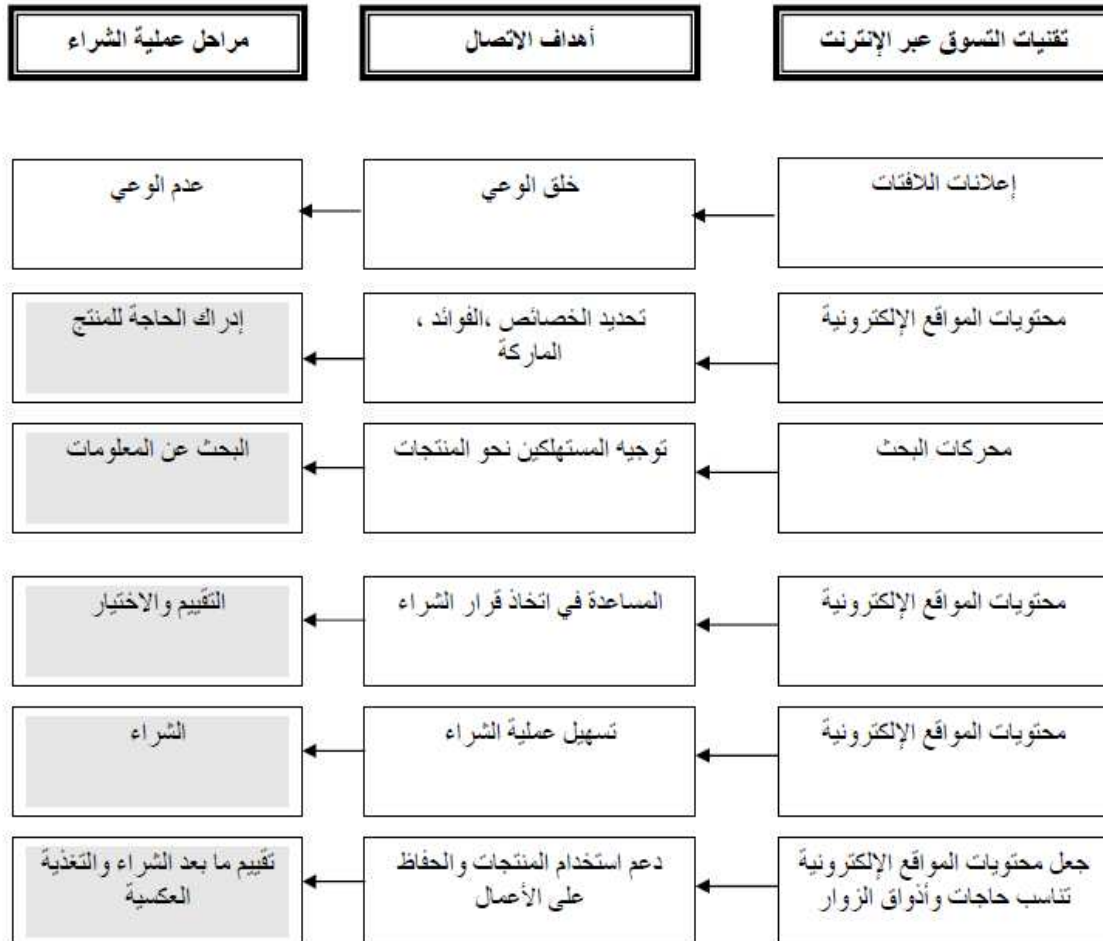 تقنيات التسوق عبر الإنترنت
أهداف الاتصال
مراحل عملية الشراء
إعلانات اللافتات
خلق الوعي
عدم الوعي
محتويات المواقع الإلكترونية
تحديد الخصائص ،الفوائد ،
الماركة
إدراك الحاجة للمنتج
محركات البحث
توجيه المستهلكين نحو المنتجات
البحث عن المعلومات
محتويات المواقع الإلكترونية
المساعدة في اتخاذ قرار الشراء
التقييم والاختيار
محتويات المواقع الإلكترونية
تسهيل عملية الشراء
الشراء
جعل محتويات المواقع الإلكترونية
تناسب حاجات وأذواق الزوار
دعم استخدام المنتجات والحفاظ
على الأعمال
تقييم ما بعد الشراء والتغذية
العكسية